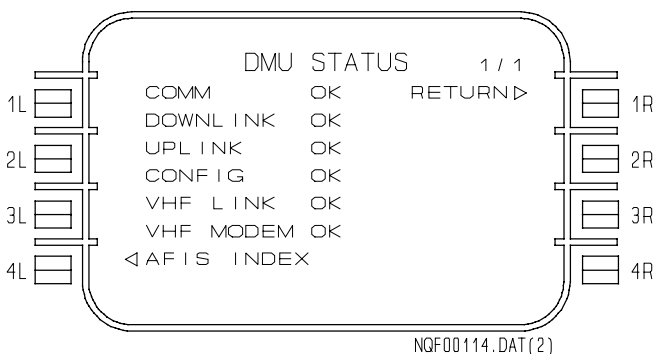 DMU STATUS 1/1
COMM OK RETURN▷
1L 1R
DOWNLINK OK
UPLINK OK
2L 2R
CONFIG OK
VHF LINK OK
3L 3R
VHF MODEM OK
◁AFIS INDEX
4L 4R
NQF00114.DAT(2)